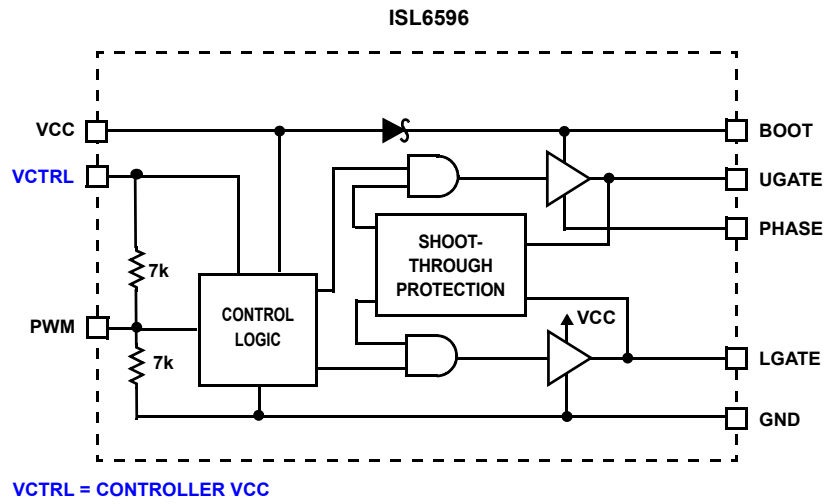 ISL6596
VCC
BOOT
VCTRL
UGATE
PHASE
SHOOT-
THROUGH
PROTECTION
7k
CONTROL
LOGIC
PWM
VCC
7k
LGATE
GND
VCTRL = CONTROLLER VCC